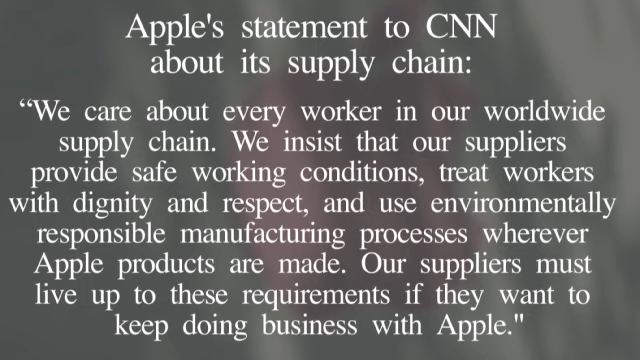 Apple's statement to CNN
about its supply chain:
“We care about every worker in our worldwide
supply chain. We insist that our suppliers
provide safe working conditions, treat workers
with dignity and respect, and use environmentally
responsible manufacturing processes wherever
Apple products are made. Our suppliers must
live up to these requirements if they want to
keep doing business with Apple."